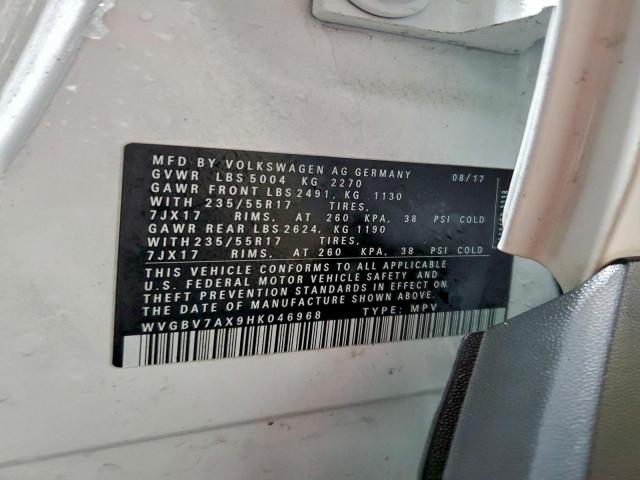 MFD BY VOLKSWAGEN AG GERMANY 08/17
GVWR LBS 5004 KG 2270
GAWR FRONT LBS 2491, KG 1130
WITH 235/55R17 TIRES,
7JX17 RIMS. AT 260 KPA, 38 PSI COLD
GAWR REAR LBS 2624, KG 1190
WITH 235/55R17 TIRES,
7JX17 RIMS. AT 260 KPA, 38 PSI COLD
THIS VEHICLE CONFORMS TO ALL APPLICABLE
U.S. FEDERAL MOTOR VEHICLE SAFETY AND
THEFT PREVENTION STANDARDS IN EFFECT ON
THE DATE OF MANUFACTURE SHOWN ABOVE.
WVGBV7AX9HK046968 TYPE: MPV